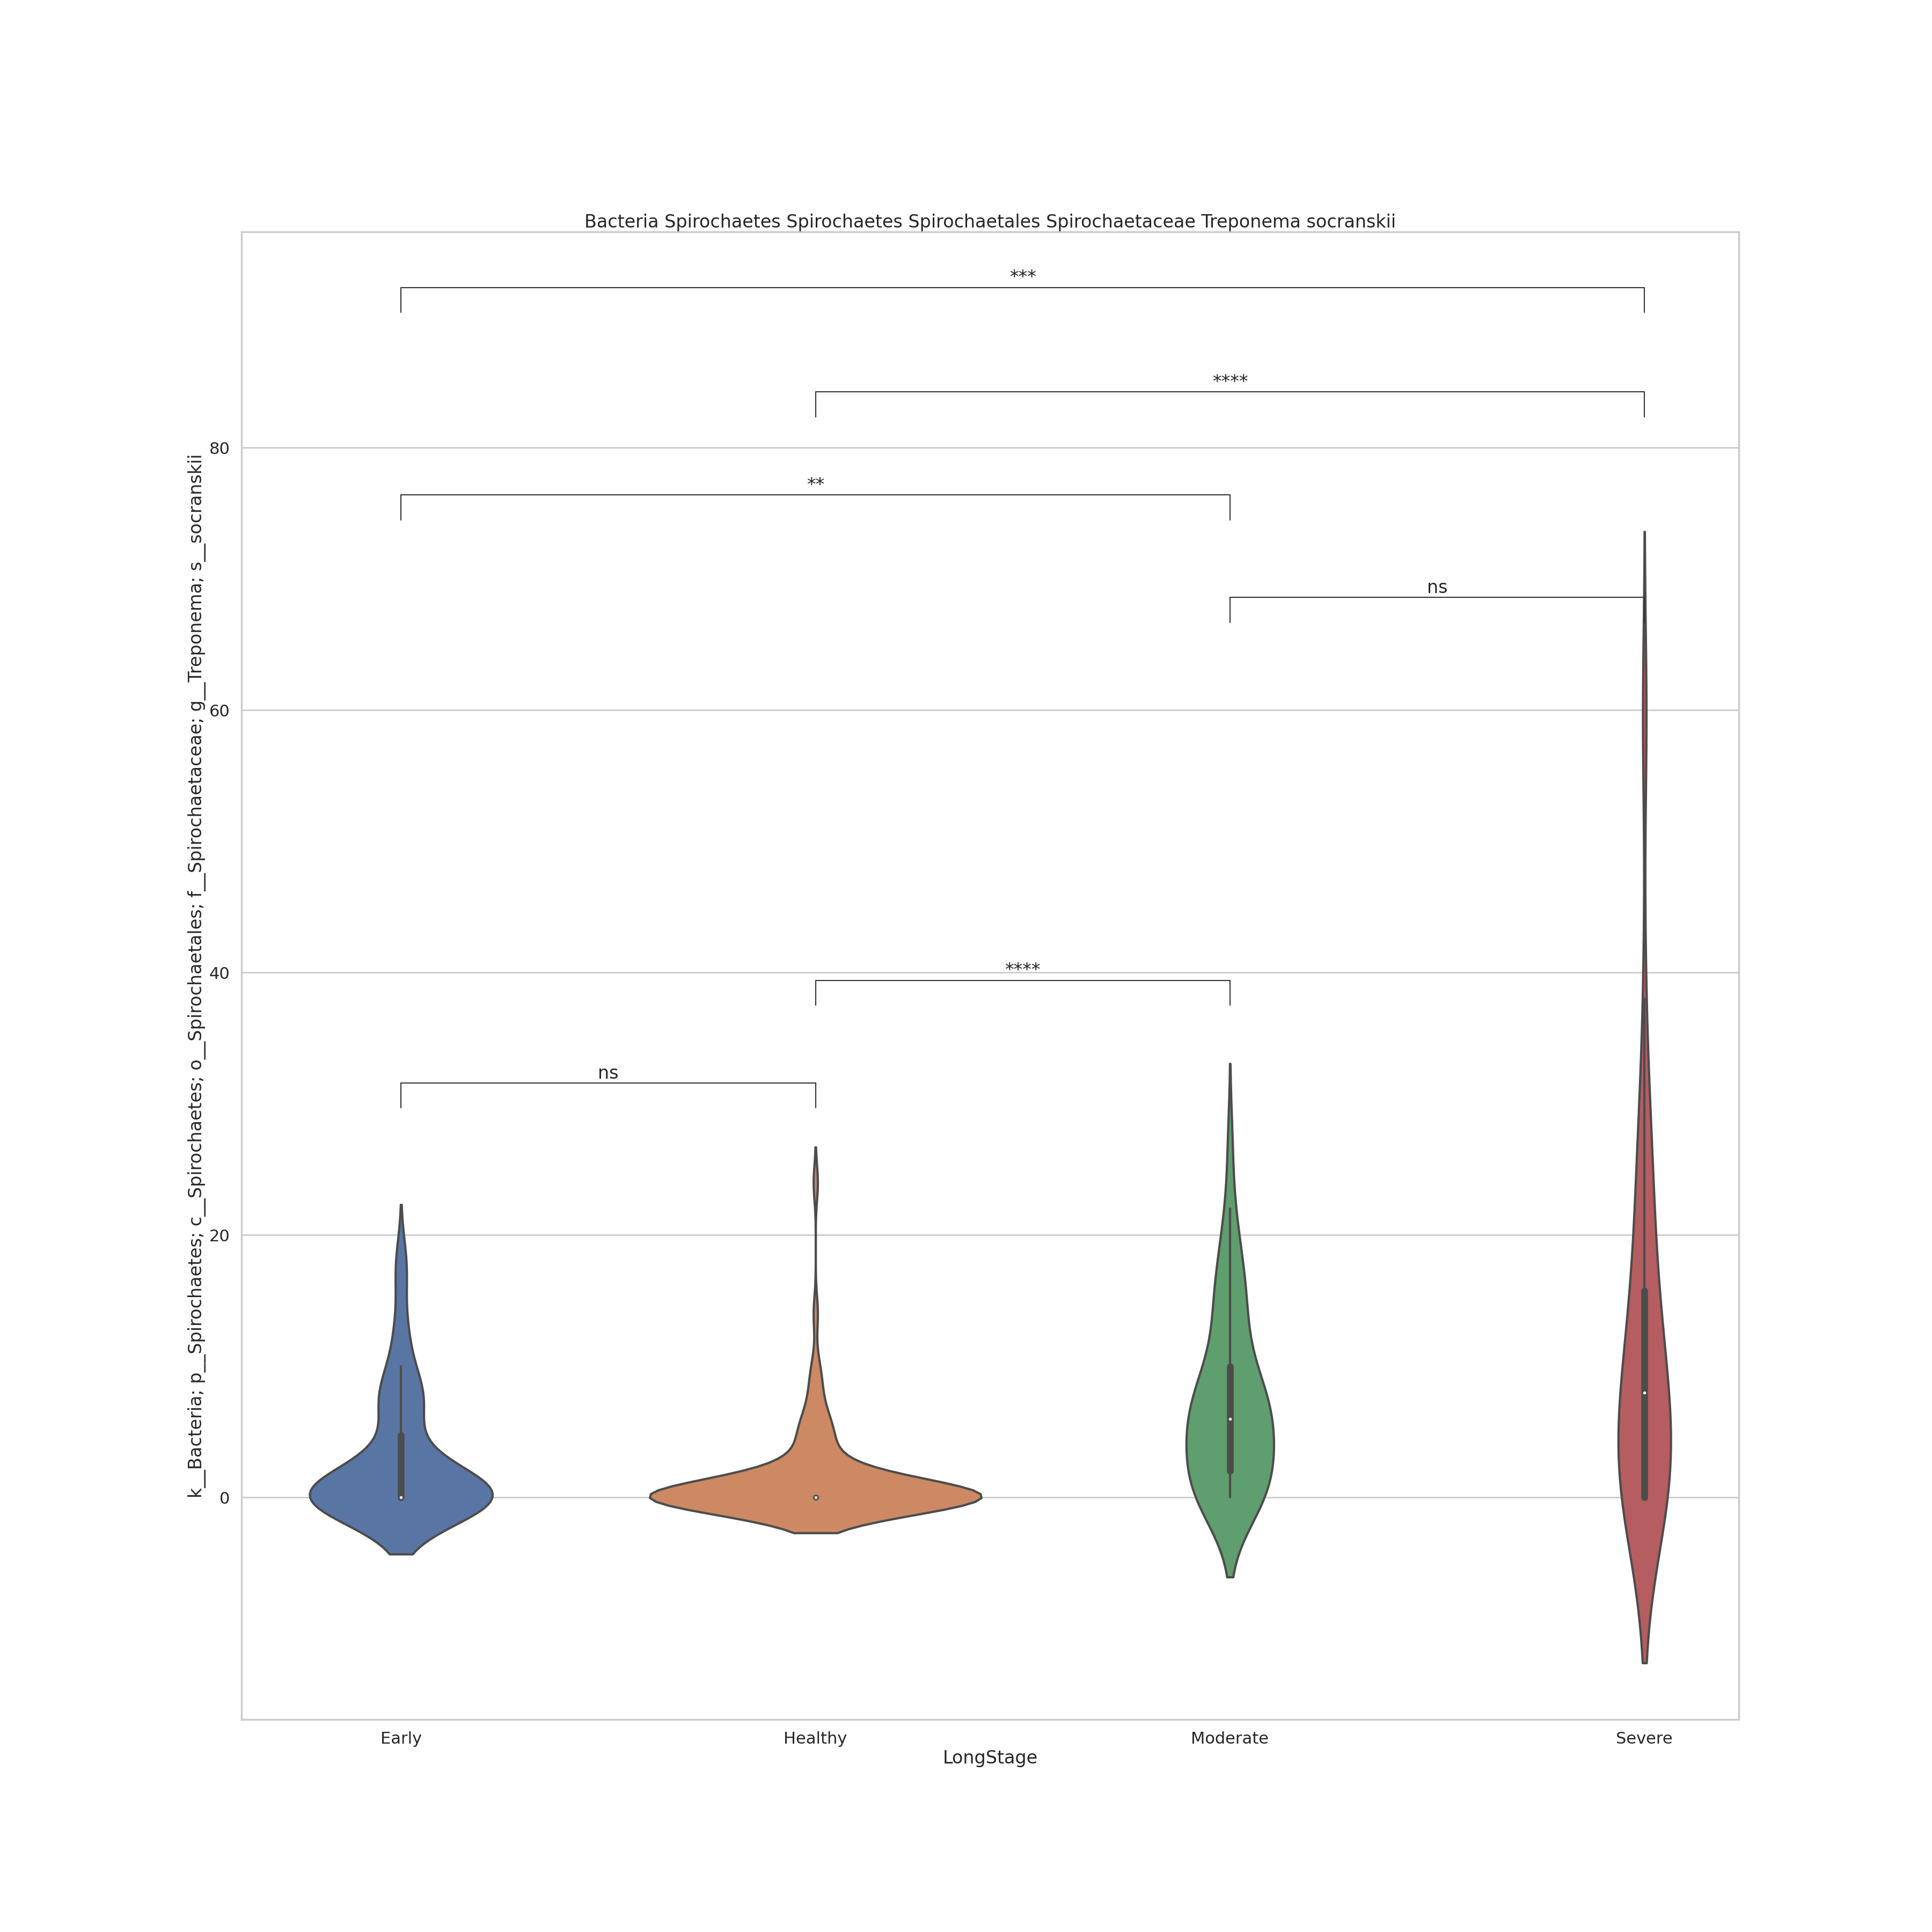 Bacteria Spirochaetes Spirochaetes Spirochaetales Spirochaetaceae Treponema socranskii
k__Bacteria; p__Spirochaetes; c__Spirochaetes; o__Spirochaetales; f__Spirochaetaceae; g__Treponema; s__socranskii
***
****
80
**
ns
60
40
****
ns
20
0
Early Healthy Moderate Severe
LongStage